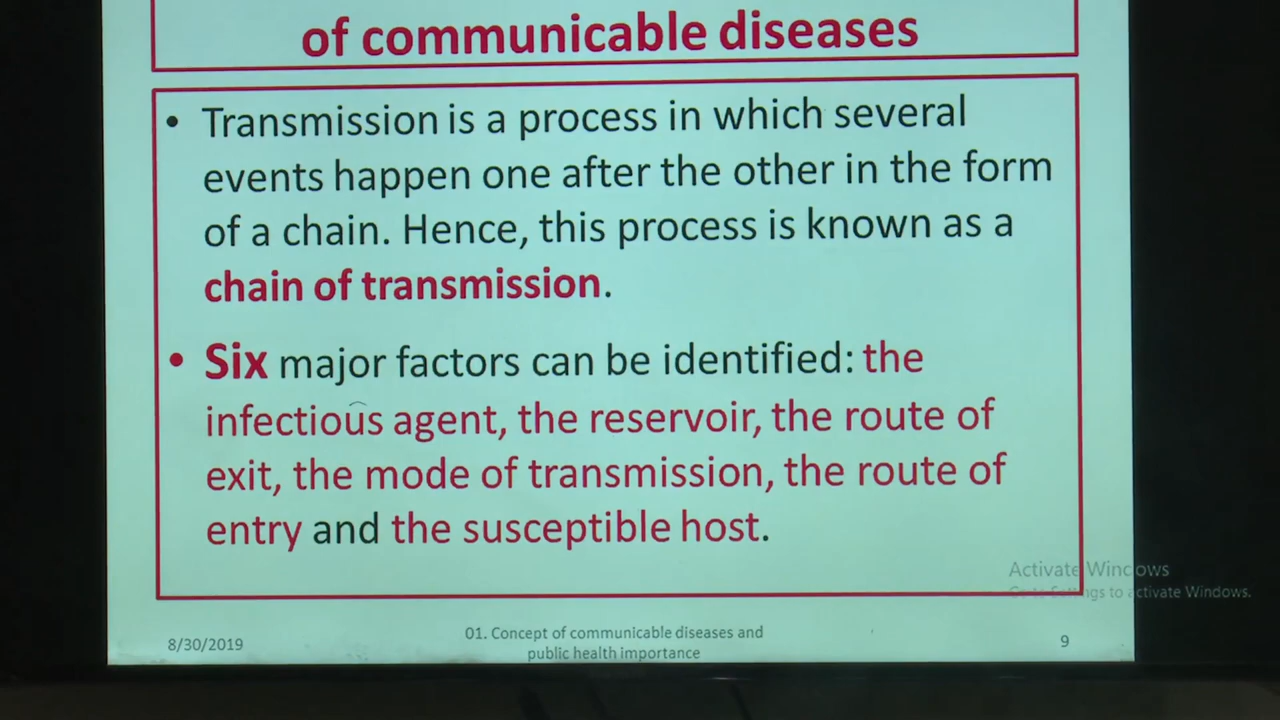 of communicable diseases
• Transmission is a process in which several
events happen one after the other in the form
of a chain. Hence, this process is known as a
chain of transmission.
• Six major factors can be identified: the
infectious agent, the reservoir, the route of
exit, the mode of transmission, the route of
entry and the susceptible host.
Activate Windows
Go to Settings to activate Windows.
8/30/2019
01. Concept of communicable diseases and
public health importance
9